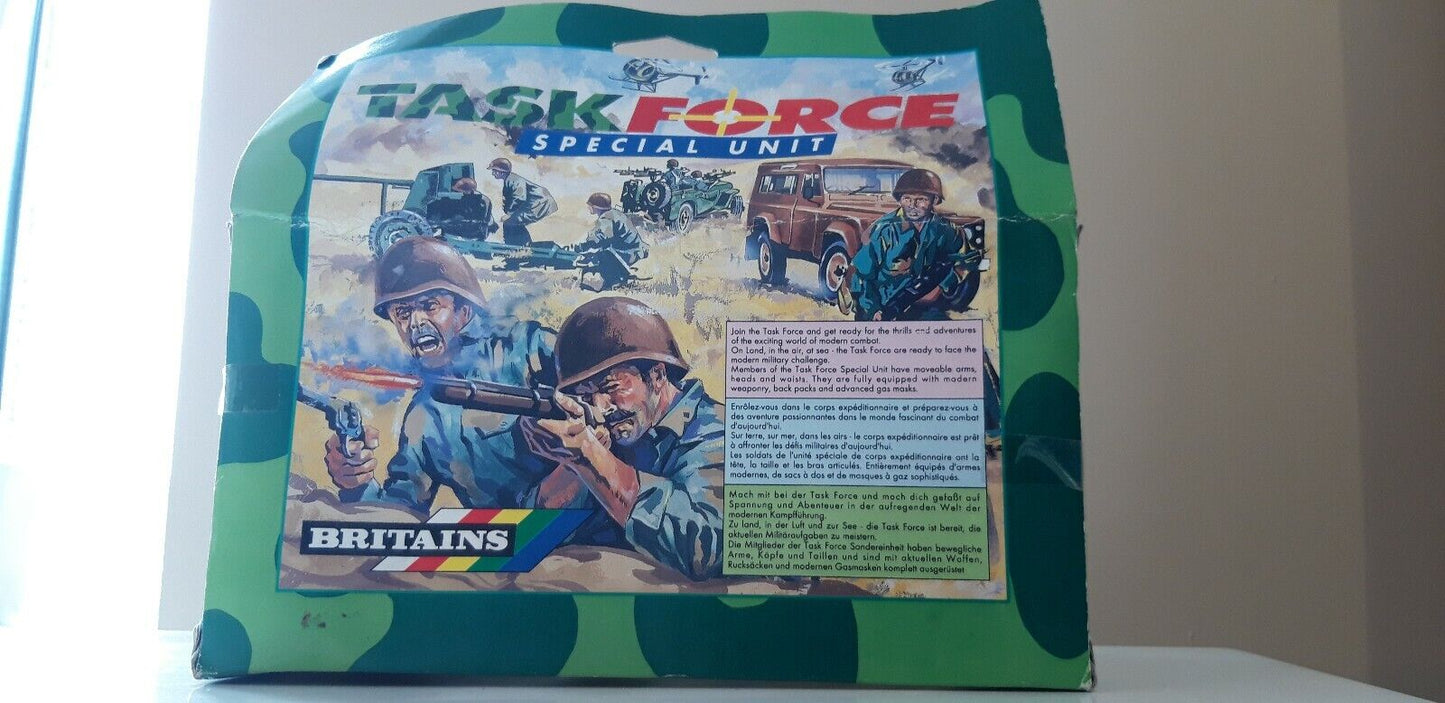 TASK FORCE
SPECIAL UNIT
Join the Task Force and get ready for the thrills and adventures
of the exciting world of modern combat.
On Land, in the air, at sea - the Task Force are ready to face the
modern military challenge.
Members of the Task Force Special Unit have moveable arms,
heads and waists. They are fully equipped with modern
weaponry, back packs and advanced gas masks.
Enrôlez-vous dans le corps expéditionnaire et préparez-vous à
des aventure passionnantes dans le monde fascinant du combat
d'aujourd'hui.
Sur terre, sur mer, dans les airs - le corps expéditionnaire est prêt
à affronter les défis militaires d'aujourd'hui.
Les soldats de l'unité spéciale de corps expéditionnaire ont la
tête, la taille et les bras articulés. Entièrement équipés d'armes
modernes, de sacs à dos et de masques à gaz sophistiqués.
Mach mit bei der Task Force und mach dich gefaßt auf
Spannung und Abenteuer in der aufregenden Welt der
modernen Kampfführung.
Zu land, in der Luft und zur See - die Task Force ist bereit, die
aktuellen Militäraufgaben zu meistern.
Die Mitglieder der Task Force Sondereinheit haben bewegliche
Arme, Köpfe und Taillen und sind mit aktuellen Waffen,
Rucksäcken und modernen Gasmasken komplett ausgerüstet
BRITAINS